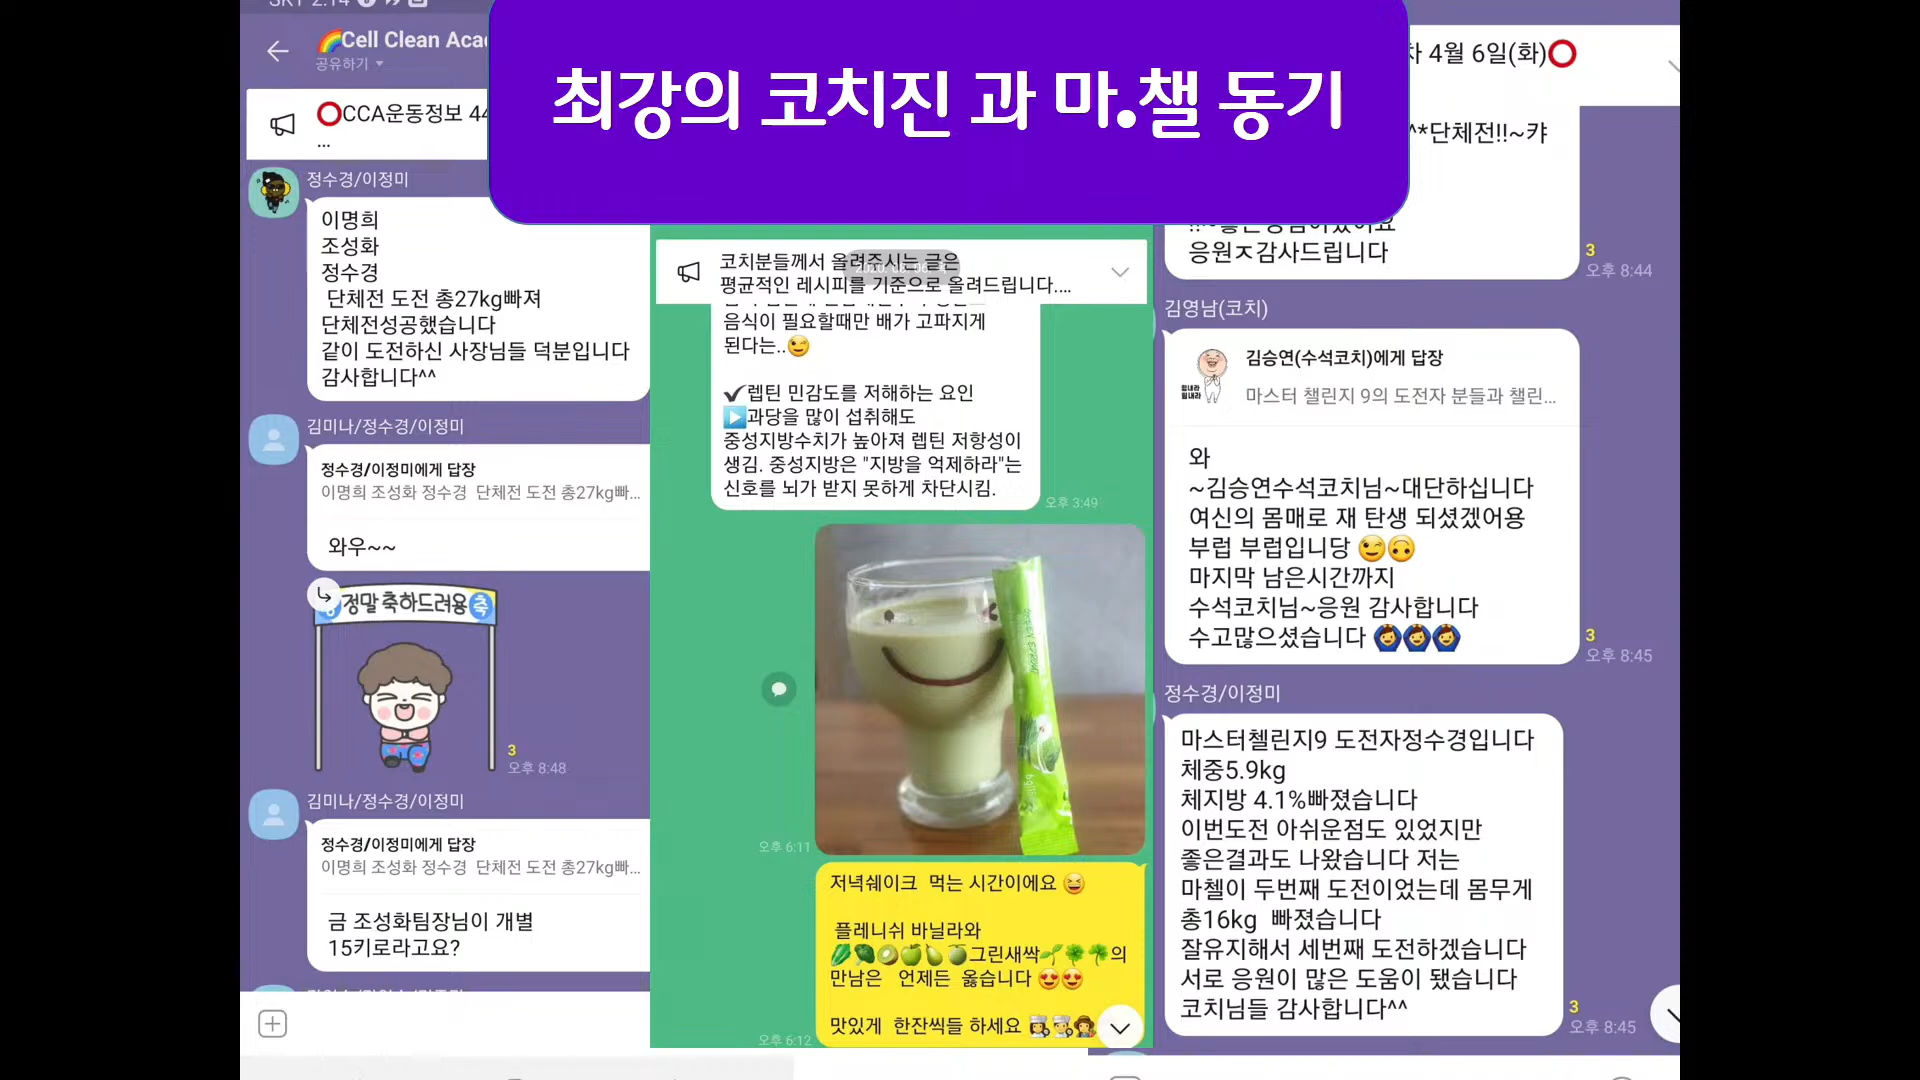 최강의 코치진 과 마.챌 동기
Cell Clean Aca
공유하기
⭕CCA운동정보 44
...
정수경/이정미
이명희
조성화
정수경
단체전 도전 총27kg빠져
단체전성공했습니다
같이 도전하신 사장님들 덕분입니다
감사합니다^^
김미나/정수경/이정미
정수경/이정미에게 답장
이명희 조성화 정수경 단체전 도전 총27kg빠...
와우~~
정말 축하드려용 축
3
오후 8:48
김미나/정수경/이정미
정수경/이정미에게 답장
이명희 조성화 정수경 단체전 도전 총27kg빠...
금 조성화팀장님이 개별
15키로라고요?
코치분들께서 올려주시는 글은
평균적인 레시피를 기준으로 올려드립니다....
음식이 필요할때만 배가 고파지게
된다는..😉
✔렙틴 민감도를 저해하는 요인
▶과당을 많이 섭취해도
중성지방수치가 높아져 렙틴 저항성이
생김. 중성지방은 "지방을 억제하라"는
신호를 뇌가 받지 못하게 차단시킴.
오후 3:49
오후 6:11
저녁쉐이크 먹는 시간이에요 😆
플레니쉬 바닐라와
🥒🥦🥝🍏🍐🍈그린새싹🌱🍀🍀의
만남은 언제든 옳습니다 😍😍
맛있게 한잔씩들 하세요 👩‍🍳👨‍🍳👩‍🌾
오후 6:12
차 4월 6일(화)⭕
^*단체전!!~캬
응원ㅈ감사드립니다
3
오후 8:44
김영남(코치)
김승연(수석코치)에게 답장
마스터 챌린지 9의 도전자 분들과 챌린...
힘내라
힘내라
와
~김승연수석코치님~대단하십니다
여신의 몸매로 재 탄생 되셨겠어용
부럽 부럽입니당 😉🙃
마지막 남은시간까지
수석코치님~응원 감사합니다
수고많으셨습니다 🙆🙆🙆
3
오후 8:45
정수경/이정미
마스터첼린지9 도전자정수경입니다
체중5.9kg
체지방 4.1%빠졌습니다
이번도전 아쉬운점도 있었지만
좋은결과도 나왔습니다 저는
마첼이 두번째 도전이었는데 몸무게
총16kg 빠졌습니다
잘유지해서 세번째 도전하겠습니다
서로 응원이 많은 도움이 됐습니다
코치님들 감사합니다^^
3
오후 8:45